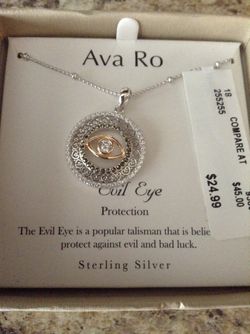 Ava Ro
Evil Eye
Protection
The Evil Eye is a popular talisman that is belie
protect against evil and bad luck.
Sterling Silver
18
255255
COMPARE AT
$45.00
$24.99